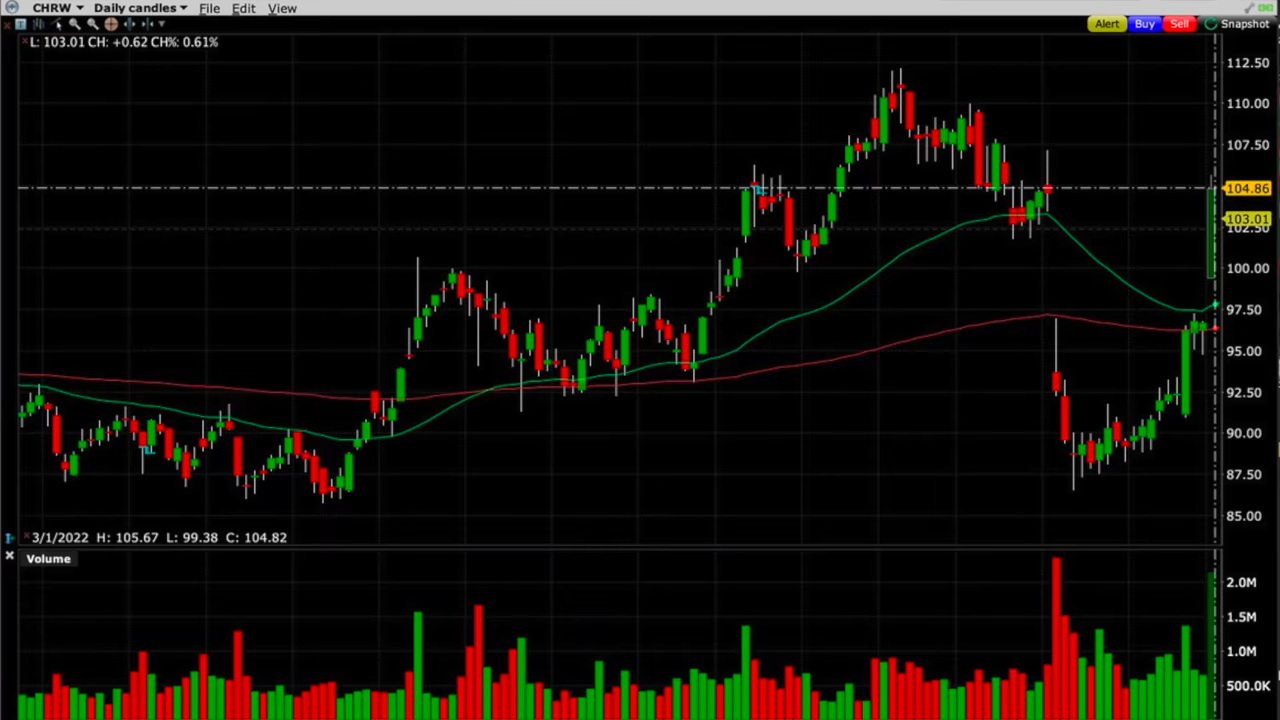 CHRW Daily candles File Edit View
Alert Buy Sell Snapshot
L: 103.01 CH: +0.62 CH%: 0.61%
112.50
110.00
107.50
104.86
103.01
102.50
100.00
97.50
95.00
92.50
90.00
87.50
85.00
3/1/2022 H: 105.67 L: 99.38 C: 104.82
Volume
2.0M
1.5M
1.0M
500.0K